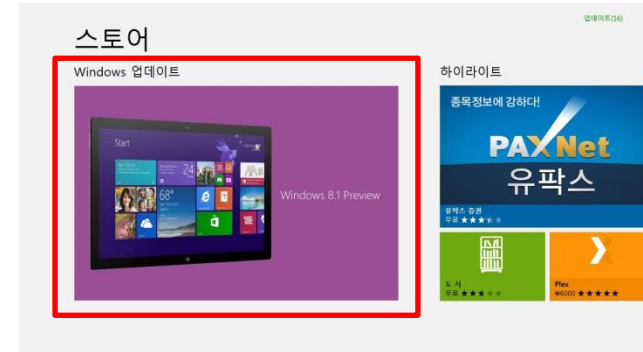 업데이트(16)
스토어
Windows 업데이트
하이라이트
Start
24
68°
Windows 8.1 Preview
종목정보에 강하다!
PAXNet
유팍스
유팍스 증권
무료 ★★★★★
도서
무료 ★★★★★
Plex
₩6000 ★★★★★